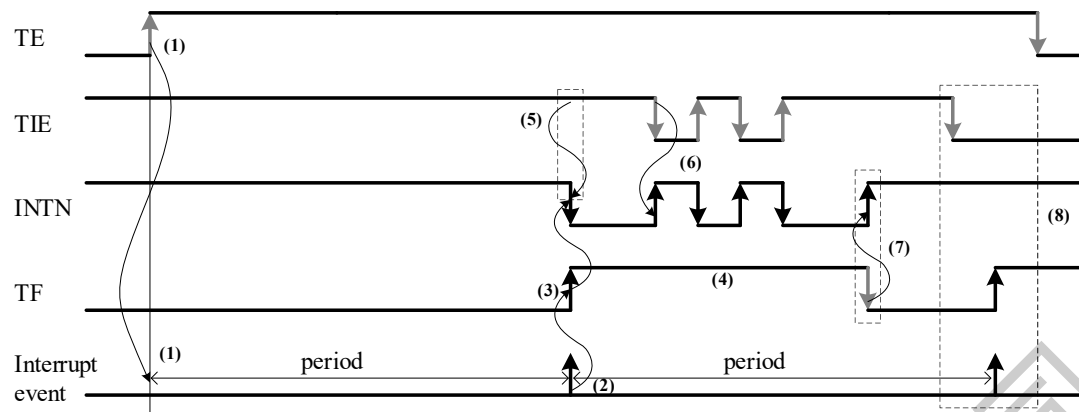 TE
(1)
TIE
(5)
(6)
INTN
(8)
(7)
TF
(3)
(4)
(1)
period
period
Interrupt
event
(2)